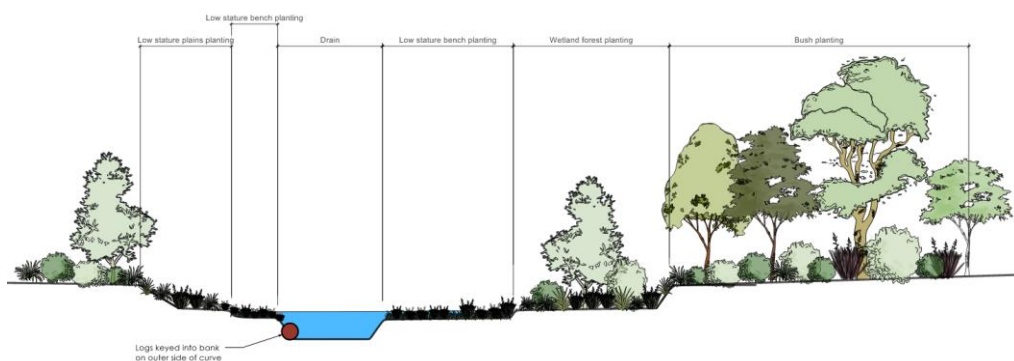 Low stature bench planting
Low stature plains planting
Drain
Low stature bench planting
Wetland forest planting
Bush planting
Logs keyed into bank
on outer side of curve